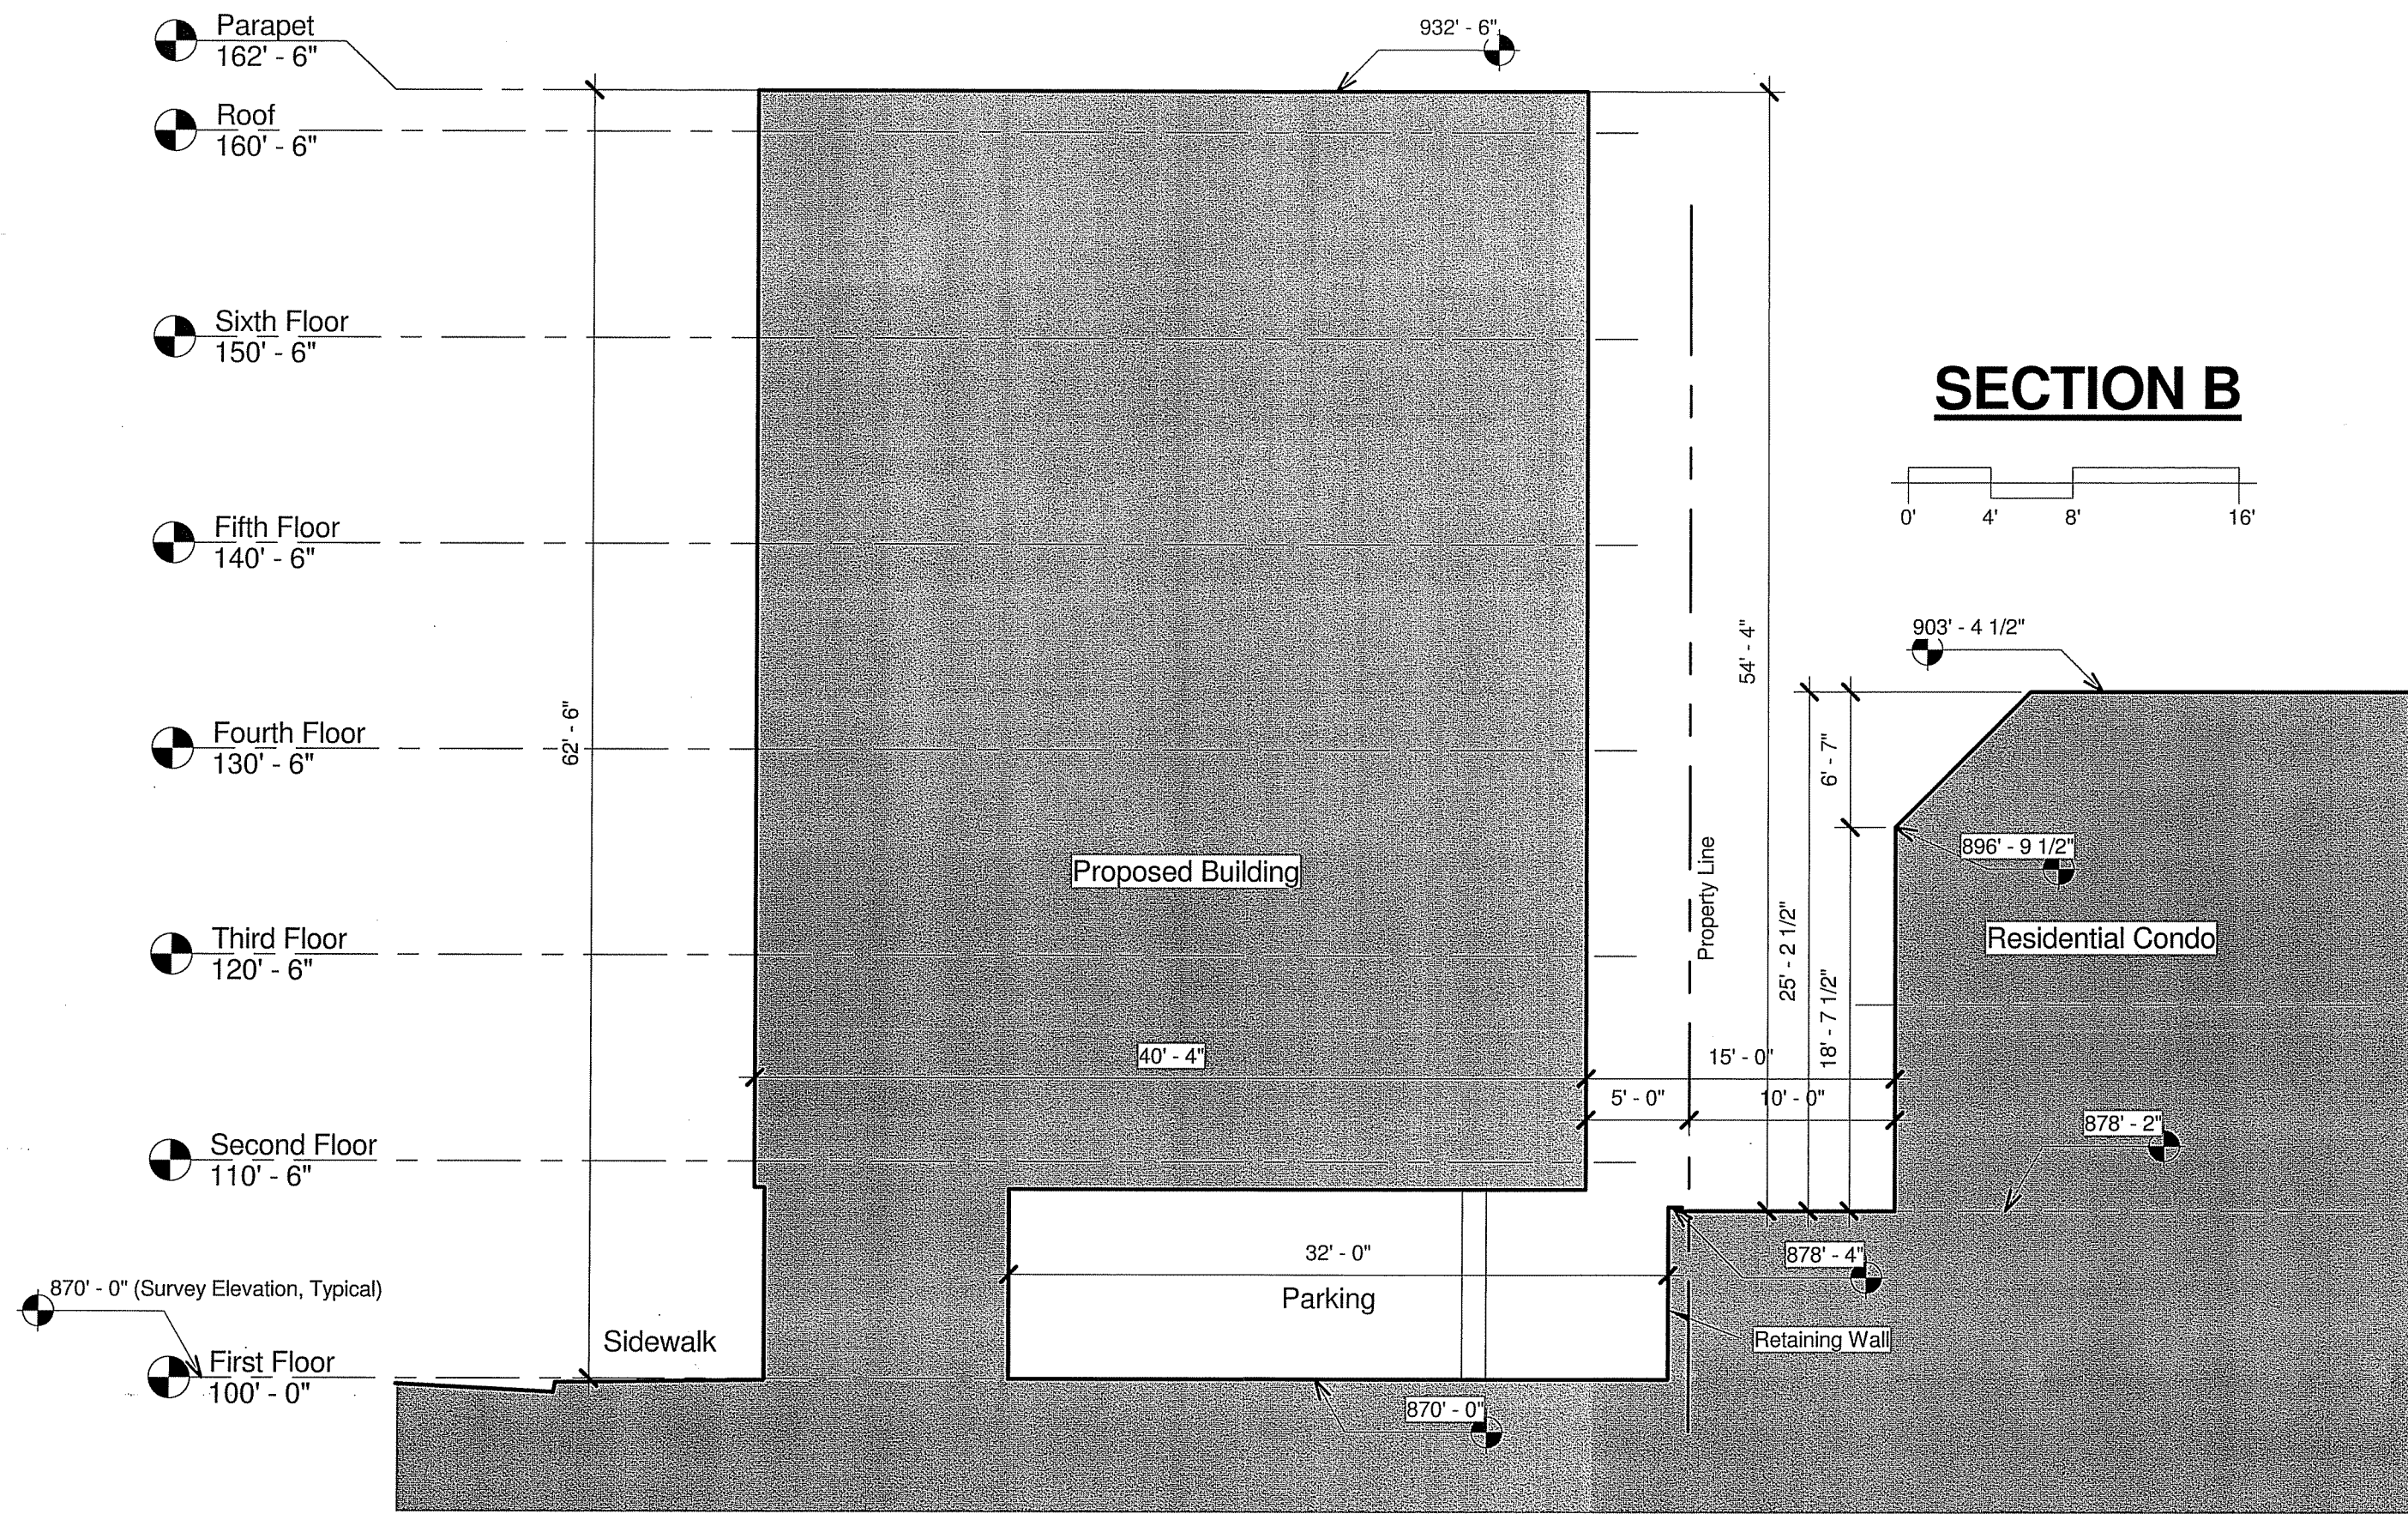 Parapet
162' - 6"
932' - 6"
Roof
160' - 6"
Sixth Floor
150' - 6"
SECTION B
0' 4' 8' 16'
Fifth Floor
140' - 6"
903' - 4 1/2"
54' - 4"
62' - 6"
Fourth Floor
130' - 6"
6' - 7"
896' - 9 1/2"
Proposed Building
Property Line
Residential Condo
Third Floor
120' - 6"
25' - 2 1/2"
18' - 7 1/2"
40' - 4"
15' - 0"
5' - 0"
10' - 0"
878' - 2"
Second Floor
110' - 6"
32' - 0"
878' - 4"
Parking
870' - 0" (Survey Elevation, Typical)
Sidewalk
Retaining Wall
First Floor
100' - 0"
870' - 0"